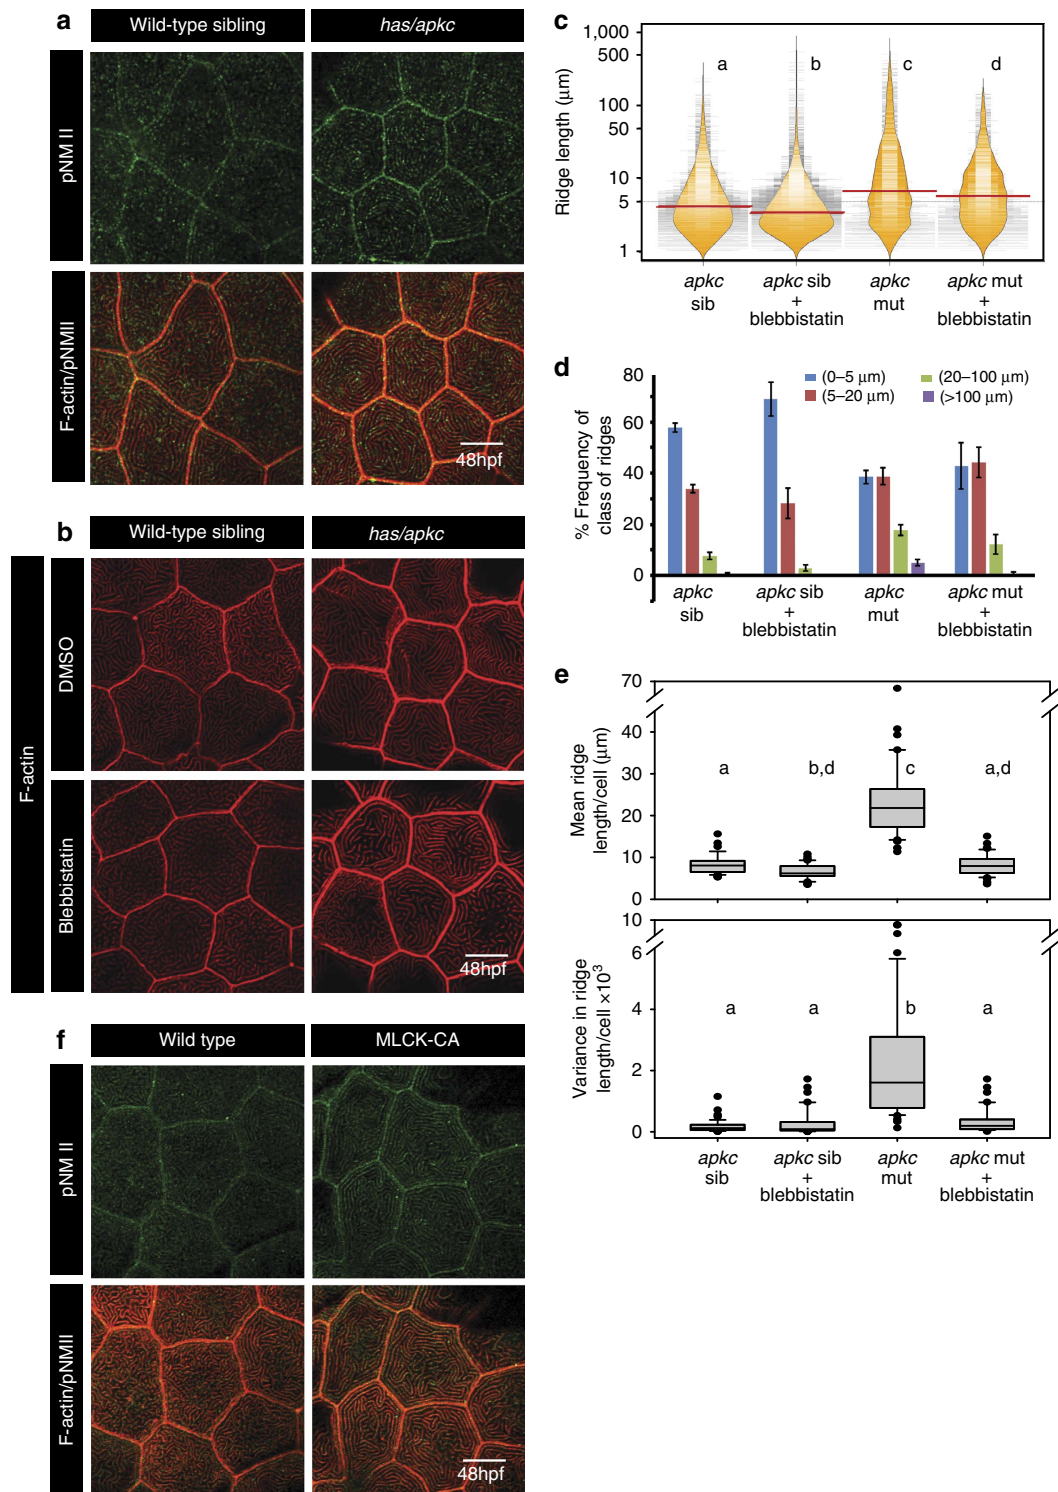 a
Wild-type sibling
has/apkc
pNM II
F-actin/pNMII
48hpf
b
Wild-type sibling
has/apkc
F-actin
DMSO
Blebbistatin
48hpf
f
Wild type
MLCK-CA
pNM II
F-actin/pNMII
48hpf
c
Ridge length (µm)
1,000
500
100
50
10
5
1
a
b
c
d
apkc
sib
apkc sib
+
blebbistatin
apkc
mut
apkc mut
+
blebbistatin
d
% Frequency of
class of ridges
80
60
40
20
0
(0–5 µm)
(5–20 µm)
(20–100 µm)
(>100 µm)
apkc
sib
apkc sib
+
blebbistatin
apkc
mut
apkc mut
+
blebbistatin
e
Mean ridge
length/cell (µm)
70
40
30
20
10
0
a
b,d
c
a,d
Variance in ridge
length/cell ×10³
10
6
4
2
0
a
a
b
a
apkc
sib
apkc sib
+
blebbistatin
apkc
mut
apkc mut
+
blebbistatin